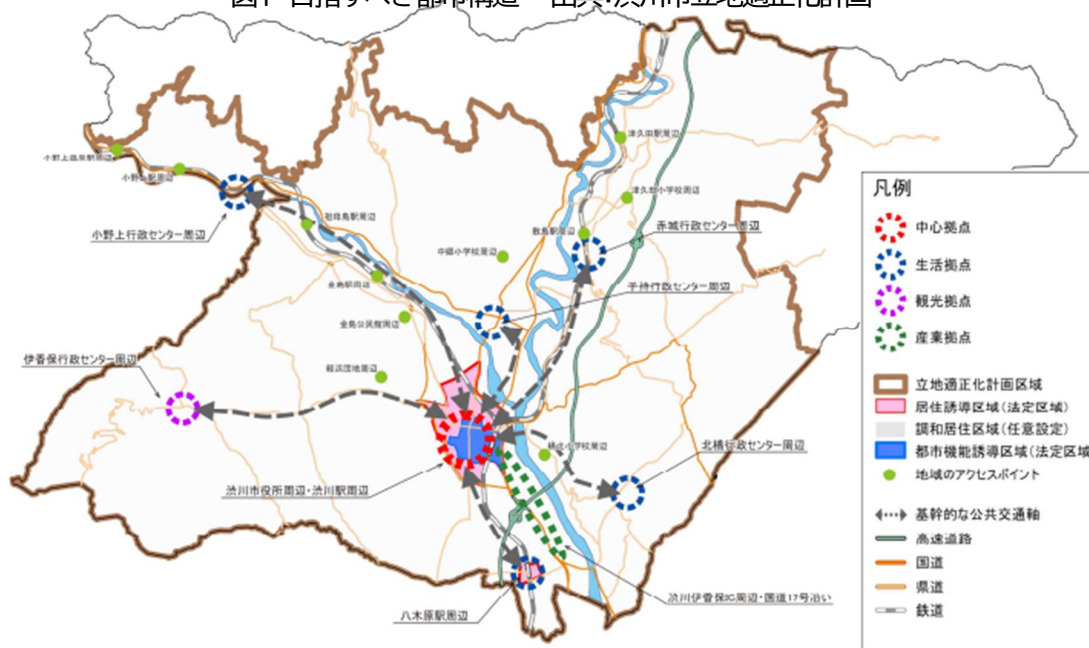 図1 目指すべき都市構造 出典:渋川市立地適正化計画
津久田駅周辺
小野上温泉駅周辺
小野上駅周辺
津久田小学校周辺
祖母島駅周辺
小野上行政センター周辺
敷島駅周辺
赤城行政センター周辺
中郷小学校周辺
金島駅周辺
子持行政センター周辺
金島公民館周辺
伊香保行政センター周辺
軽浜団地周辺
橘北小学校周辺
北橘行政センター周辺
渋川市役所周辺・渋川駅周辺
渋川伊香保IC周辺・国道17号沿い
八木原駅周辺
凡例
中心拠点
生活拠点
観光拠点
産業拠点
立地適正化計画区域
居住誘導区域(法定区域)
調和居住区域(任意設定)
都市機能誘導区域(法定区域
地域のアクセスポイント
基幹的な公共交通軸
高速道路
国道
県道
鉄道